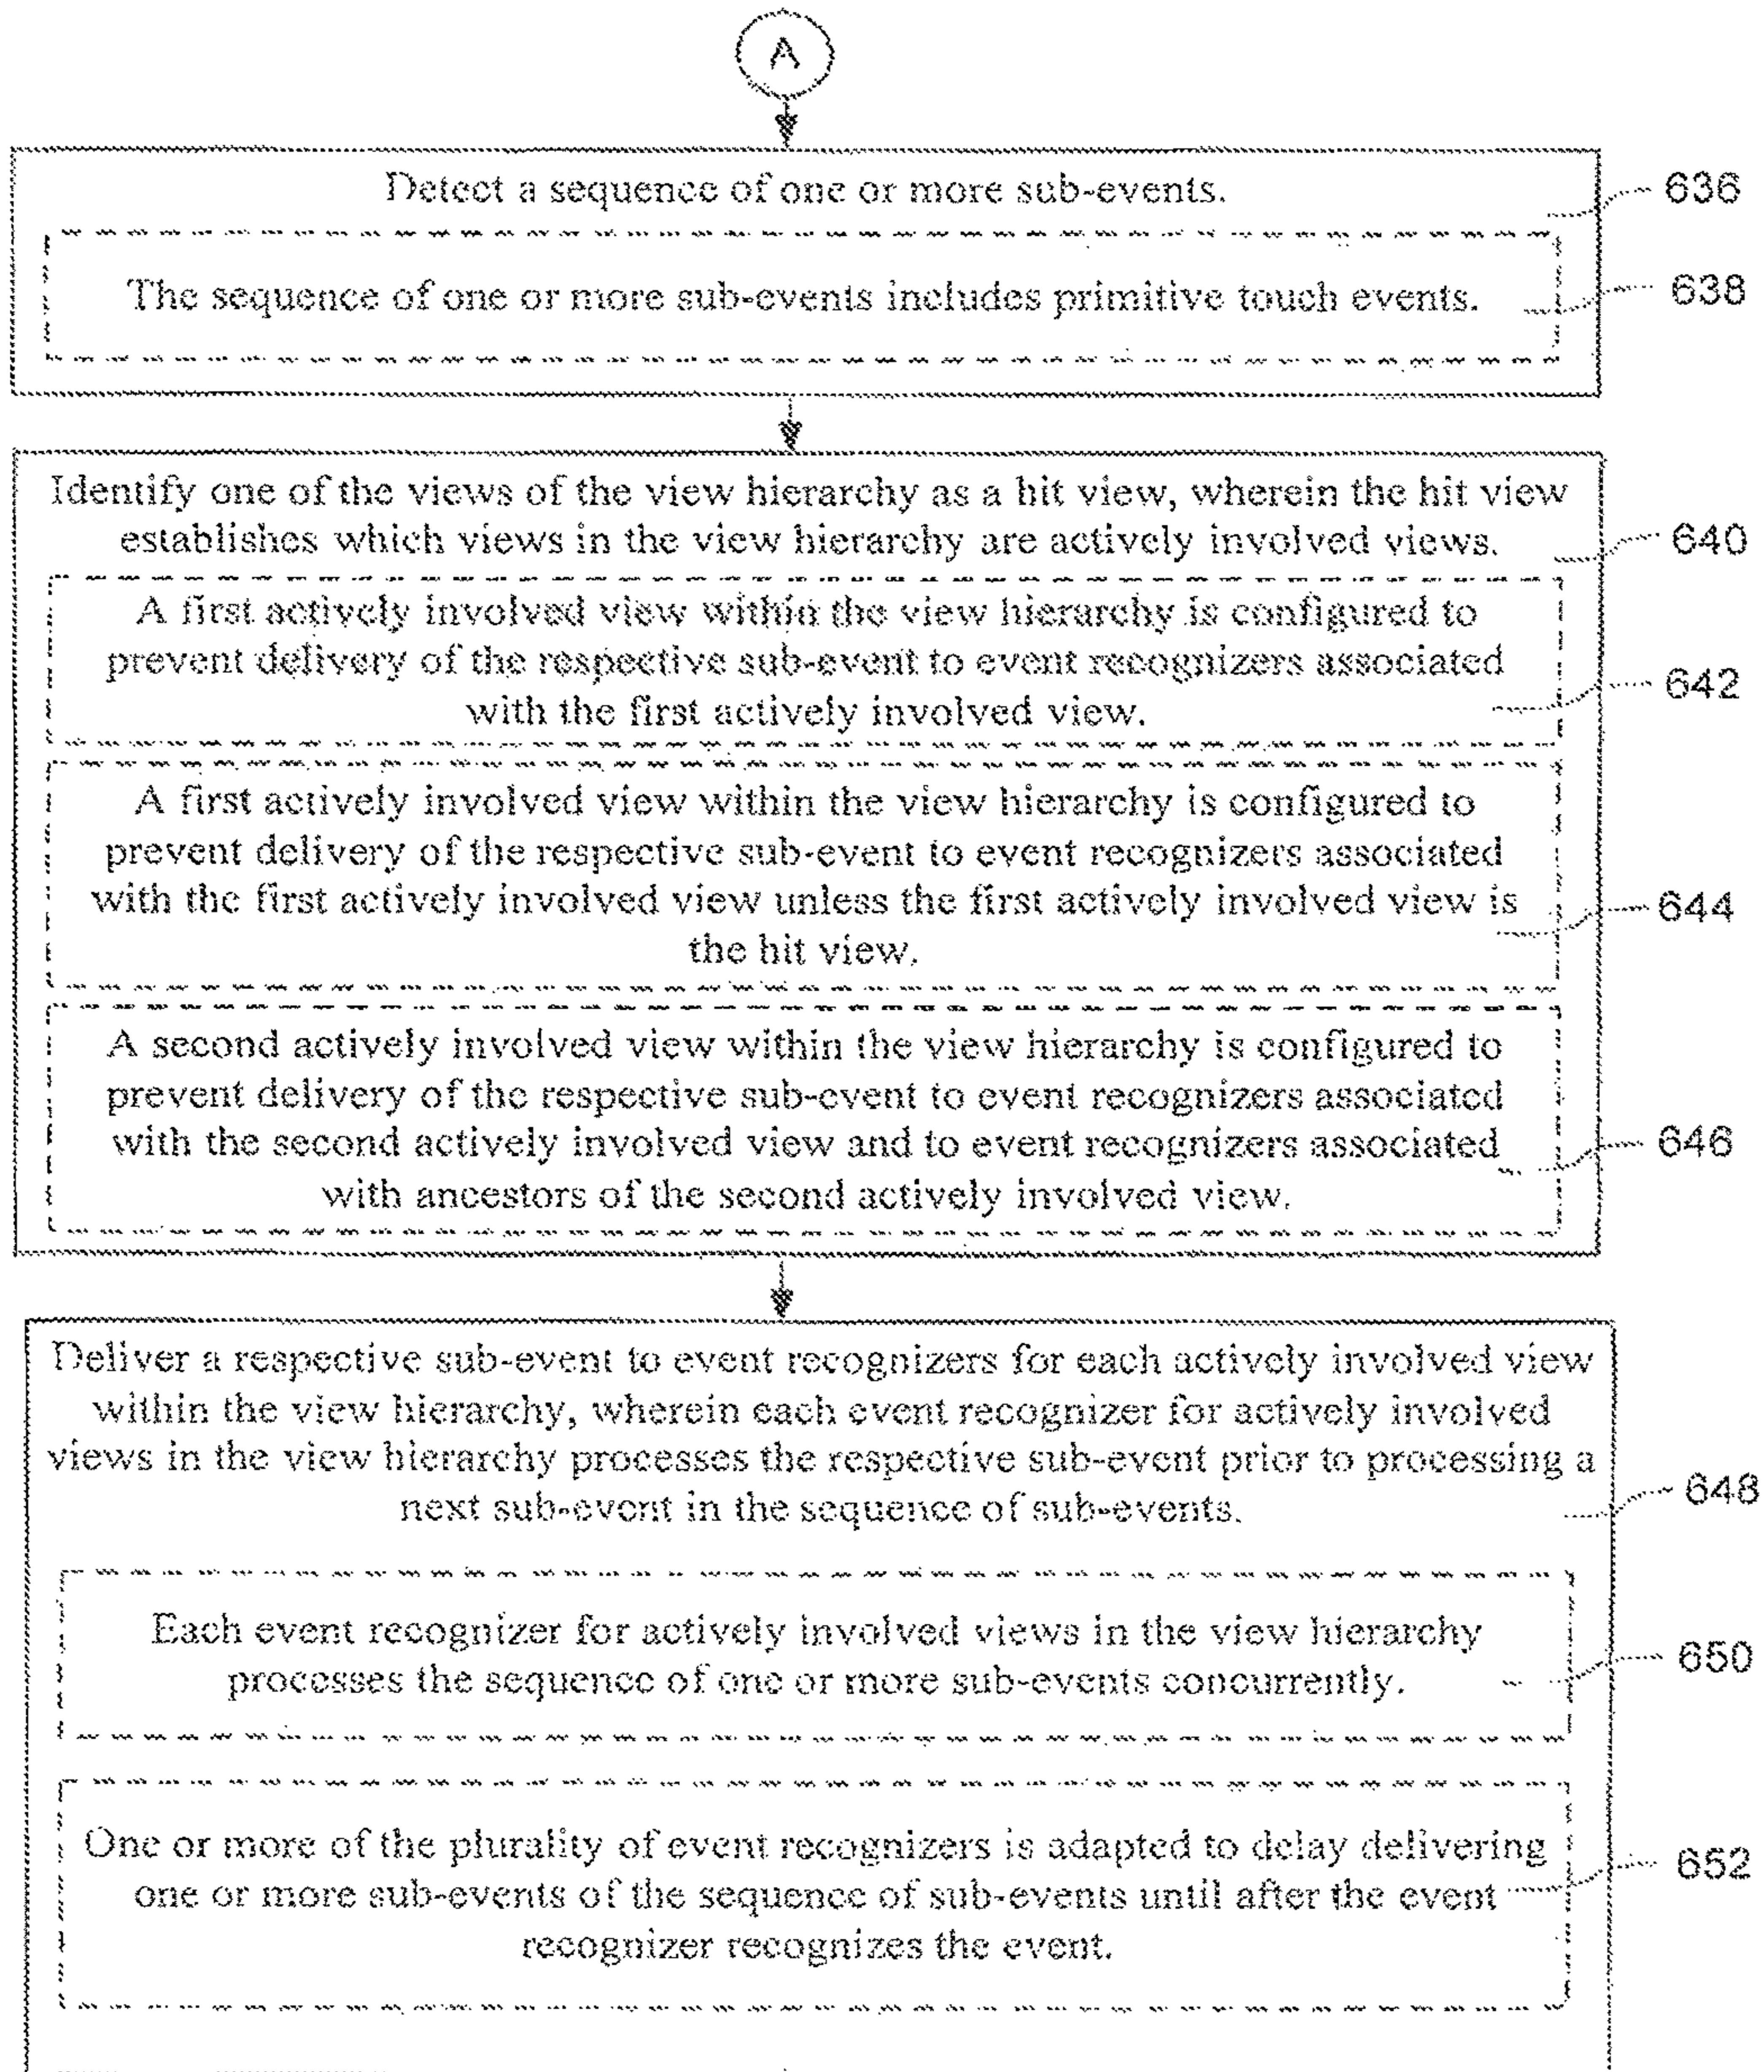 A
Detect a sequence of one or more sub-events.
636
The sequence of one or more sub-events includes primitive touch events.
638
Identify one of the views of the view hierarchy as a hit view, wherein the hit view
establishes which views in the view hierarchy are actively involved views.
640
A first actively involved view within the view hierarchy is configured to
prevent delivery of the respective sub-event to event recognizers associated
with the first actively involved view.
642
A first actively involved view within the view hierarchy is configured to
prevent delivery of the respective sub-event to event recognizers associated
with the first actively involved view unless the first actively involved view is
the hit view.
644
A second actively involved view within the view hierarchy is configured to
prevent delivery of the respective sub-event to event recognizers associated
with the second actively involved view and to event recognizers associated
with ancestors of the second actively involved view.
646
Deliver a respective sub-event to event recognizers for each actively involved view
within the view hierarchy, wherein each event recognizer for actively involved
views in the view hierarchy processes the respective sub-event prior to processing a
next sub-event in the sequence of sub-events.
648
Each event recognizer for actively involved views in the view hierarchy
processes the sequence of one or more sub-events concurrently.
650
One or more of the plurality of event recognizers is adapted to delay delivering
one or more sub-events of the sequence of sub-events until after the event
recognizer recognizes the event.
652